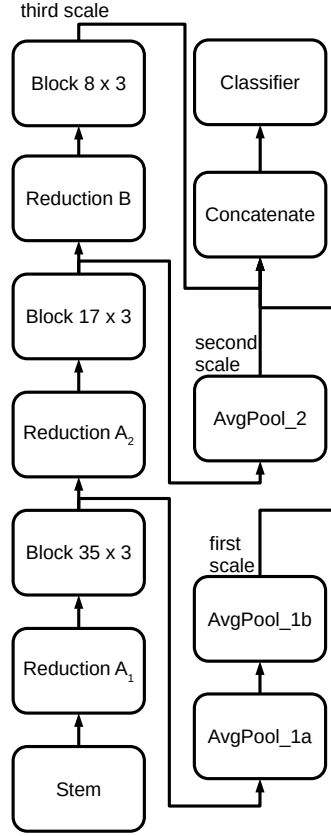 third scale
Block 8 x 3
Classifier
Reduction B
Concatenate
Block 17 x 3
second
scale
Reduction A₂
AvgPool_2
Block 35 x 3
first
scale
AvgPool_1b
Reduction A₁
AvgPool_1a
Stem